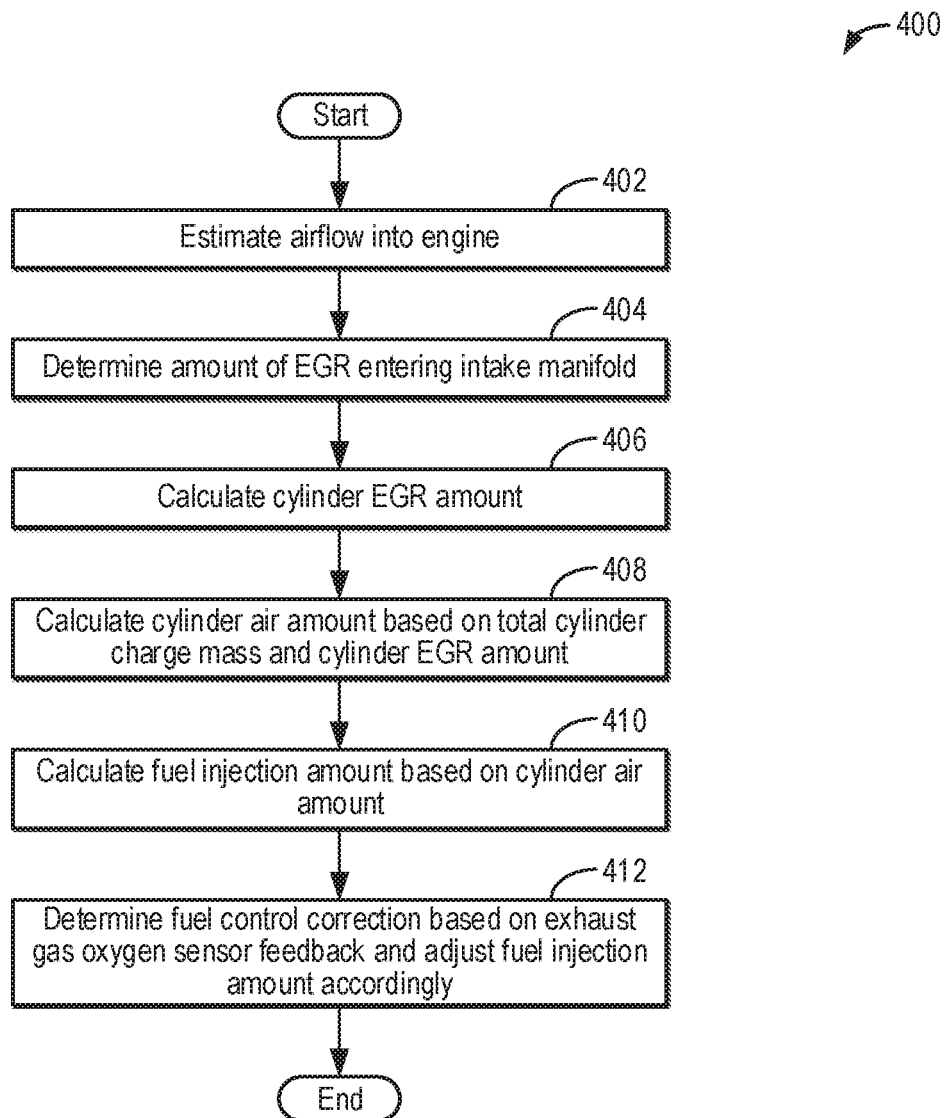 400
Start
402
Estimate airflow into engine
404
Determine amount of EGR entering intake manifold
406
Calculate cylinder EGR amount
408
Calculate cylinder air amount based on total cylinder
charge mass and cylinder EGR amount
410
Calculate fuel injection amount based on cylinder air
amount
412
Determine fuel control correction based on exhaust
gas oxygen sensor feedback and adjust fuel injection
amount accordingly
End